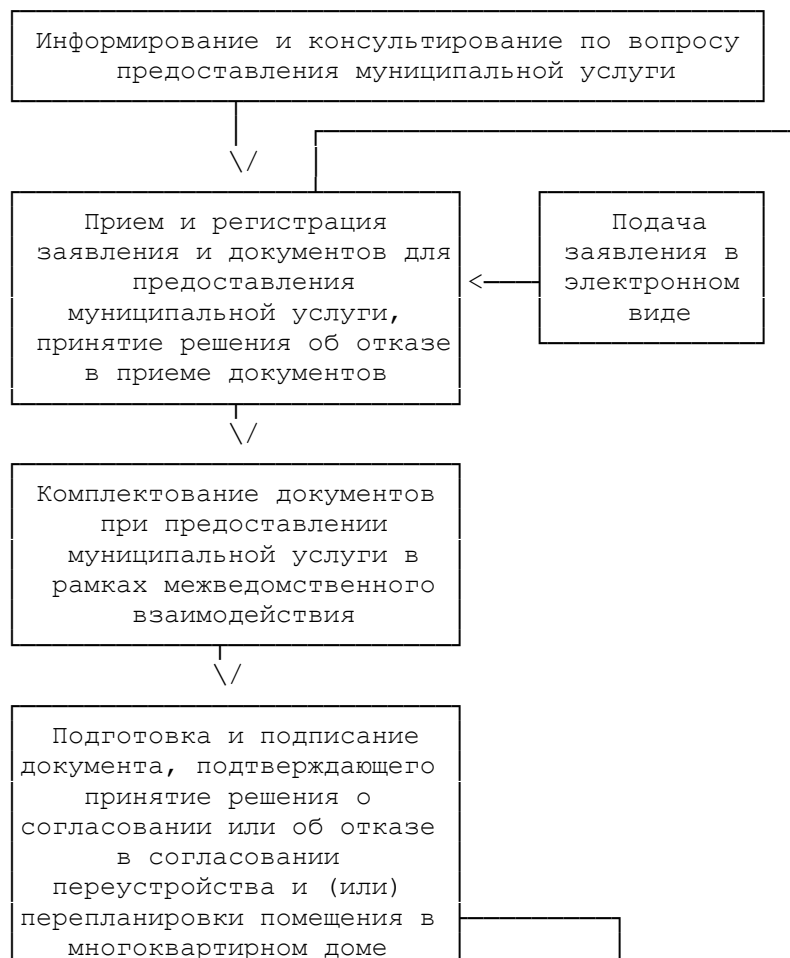 Информирование и консультирование по вопросу
предоставления муниципальной услуги
Прием и регистрация
заявления и документов для
предоставления
муниципальной услуги,
принятие решения об отказе
в приеме документов
Подача
заявления в
электронном
виде
Комплектование документов
при предоставлении
муниципальной услуги в
рамках межведомственного
взаимодействия
Подготовка и подписание
документа, подтверждающего
принятие решения о
согласовании или об отказе
в согласовании
переустройства и (или)
перепланировки помещения в
многоквартирном доме